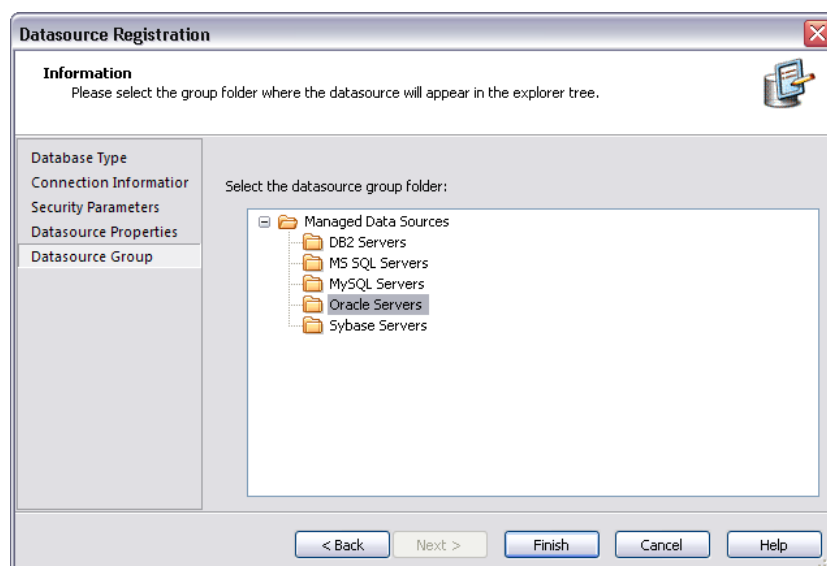 Datasource Registration
Information
Please select the group folder where the datasource will appear in the explorer tree.
Database Type
Connection Informatior
Security Parameters
Datasource Properties
Datasource Group
Select the datasource group folder:
Managed Data Sources
DB2 Servers
MS SQL Servers
MySQL Servers
Oracle Servers
Sybase Servers
< Back
Next >
Finish
Cancel
Help